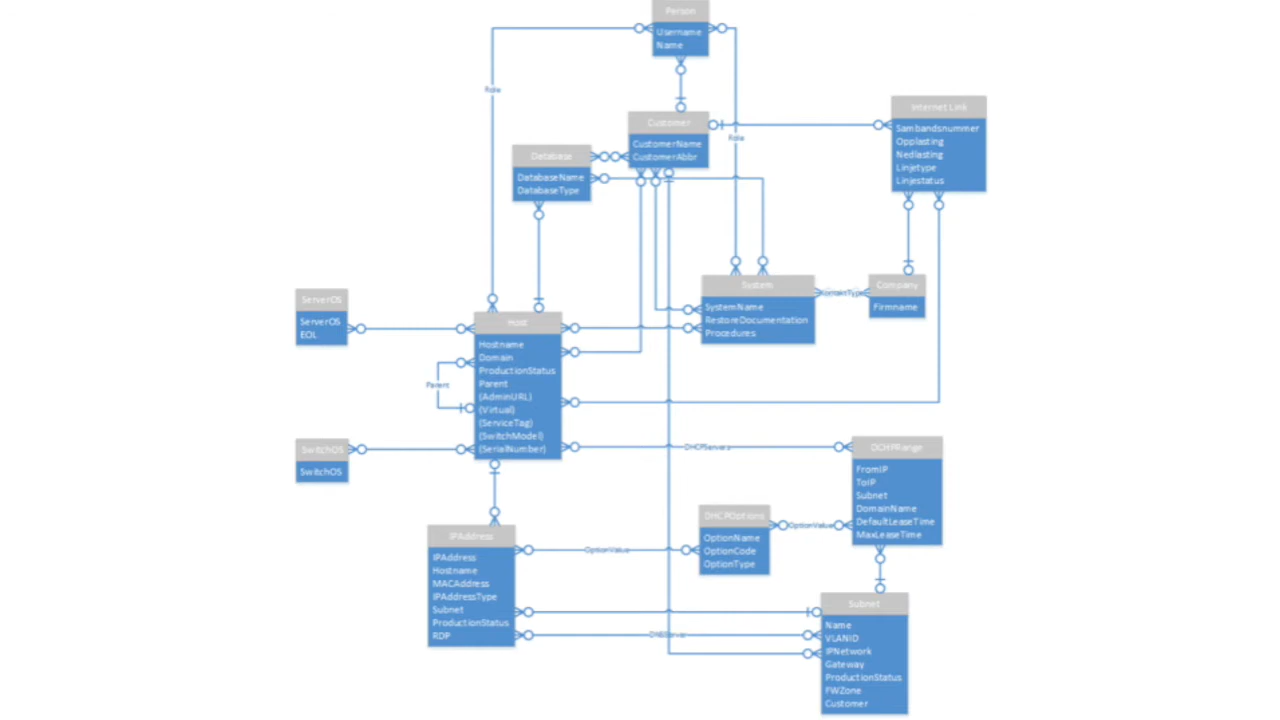 Person
Username
Name
Role
Customer
CustomerName
CustomerAbbr
Internet Link
Sambandsnummer
Opplasting
Nedlasting
Linjetype
Linjestatus
Role
Database
DatabaseName
DatabaseType
System
SystemName
RestoreDocumentation
Procedures
KontaktType
Company
Firmname
ServerOS
ServerOS
EOL
Host
Hostname
Domain
ProductionStatus
Parent
(AdminURL)
(Virtual)
(ServiceTag)
(SwitchModel)
(SerialNumber)
Parent
SwitchOS
SwitchOS
DHCPServers
DCHPRange
FromIP
ToIP
Subnet
DomainName
DefaultLeaseTime
MaxLeaseTime
DHCPOptions
OptionName
OptionCode
OptionType
OptionValue
IPAddress
IPAddress
Hostname
MACAddress
IPAddressType
Subnet
ProductionStatus
RDP
OptionValue
DNSServer
Subnet
Name
VLANID
IPNetwork
Gateway
ProductionStatus
FWZone
Customer